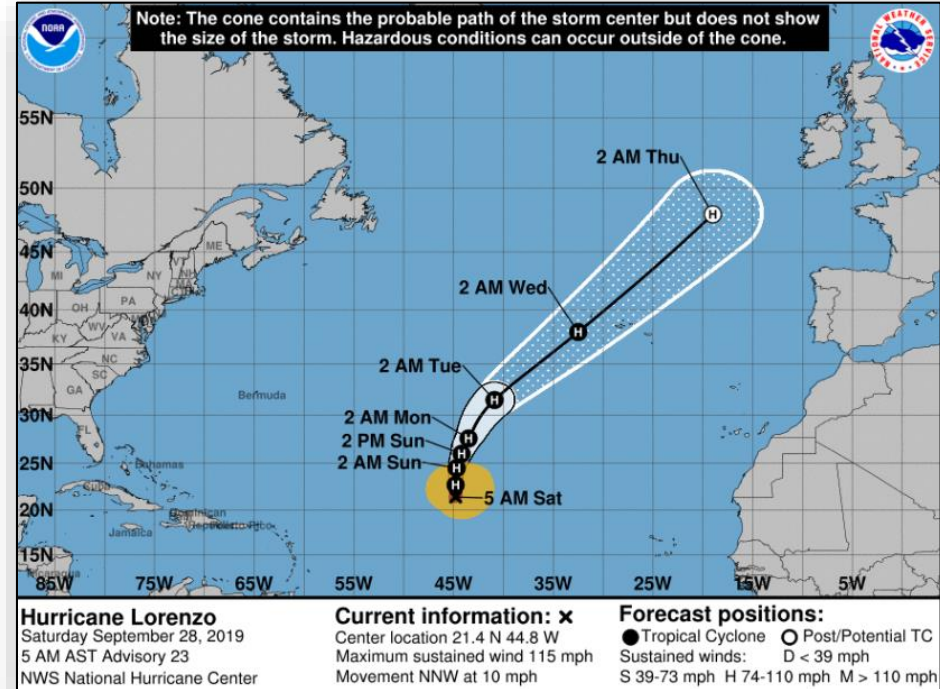 Note: The cone contains the probable path of the storm center but does not show
the size of the storm. Hazardous conditions can occur outside of the cone.
NOAA
NATIONAL WEATHER SERVICE
55N
50N
45N
40N
35N
30N
25N
20N
15N
2 AM Thu
2 AM Wed
2 AM Tue
2 AM Mon
2 PM Sun
2 AM Sun
5 AM Sat
H
H
H
H
H
H
H
ME
VT
NH
MA
NY
MI
PA
OH
WV
VA
KY
NC
SC
GA
Bermuda
Bahamas
Cuba
Jamaica
85W 75W 65W 55W 45W 35W 25W 15W 5W
Hurricane Lorenzo
Saturday September 28, 2019
5 AM AST Advisory 23
NWS National Hurricane Center
Current information: ×
Center location 21.4 N 44.8 W
Maximum sustained wind 115 mph
Movement NNW at 10 mph
Forecast positions:
● Tropical Cyclone ○ Post/Potential TC
Sustained winds: D < 39 mph
S 39-73 mph H 74-110 mph M > 110 mph